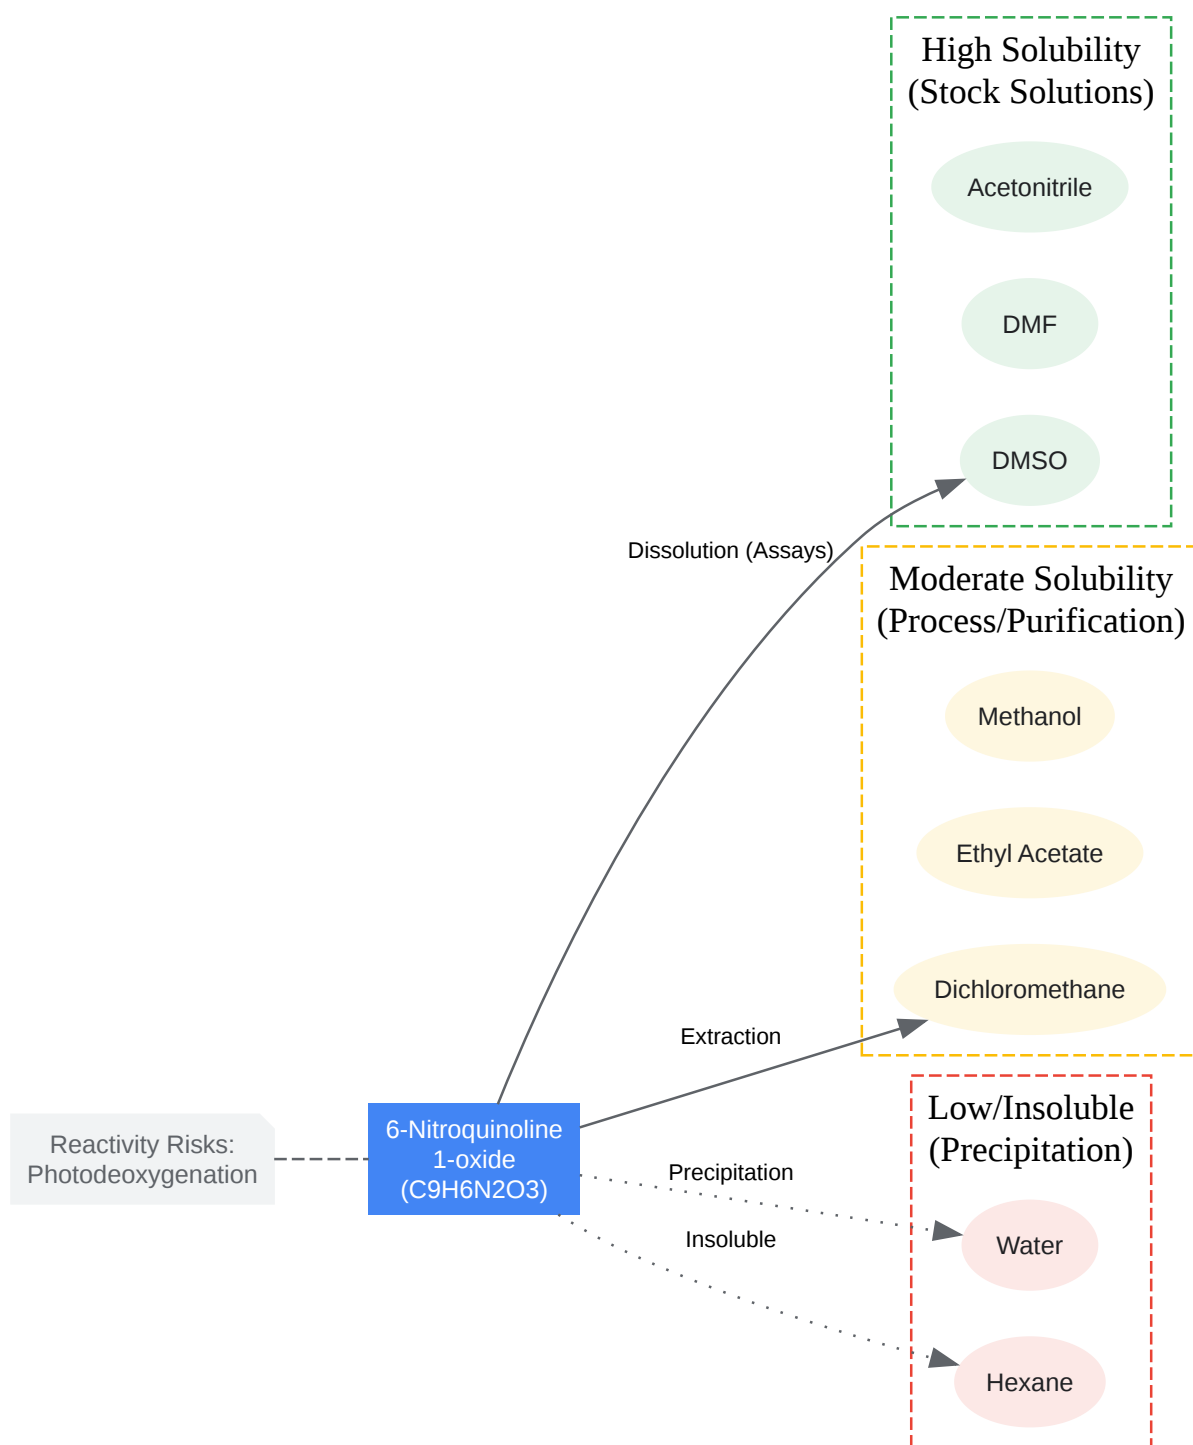 High Solubility
(Stock Solutions)
Acetonitrile
DMF
DMSO
Dissolution (Assays)
Moderate Solubility
(Process/Purification)
Methanol
Ethyl Acetate
Dichloromethane
Extraction
Low/Insoluble
(Precipitation)
Reactivity Risks:
Photodeoxygenation
6-Nitroquinoline
1-oxide
(C9H6N2O3)
Precipitation
Insoluble
Water
Hexane